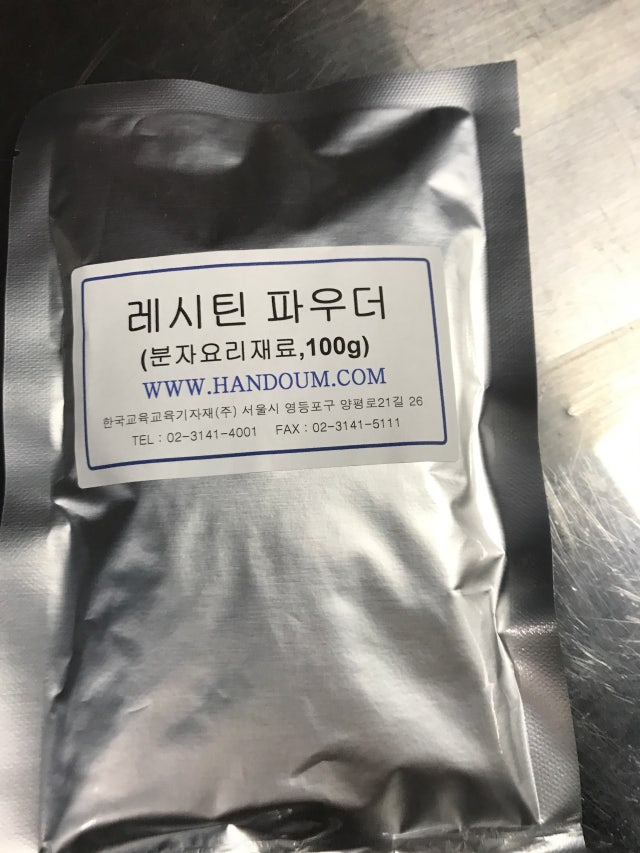 레시틴 파우더
(분자요리재료,100g)
WWW.HANDOUM.COM
한국교육교육기자재(주) 서울시 영등포구 양평로21길 26
TEL : 02-3141-4001 FAX : 02-3141-5111